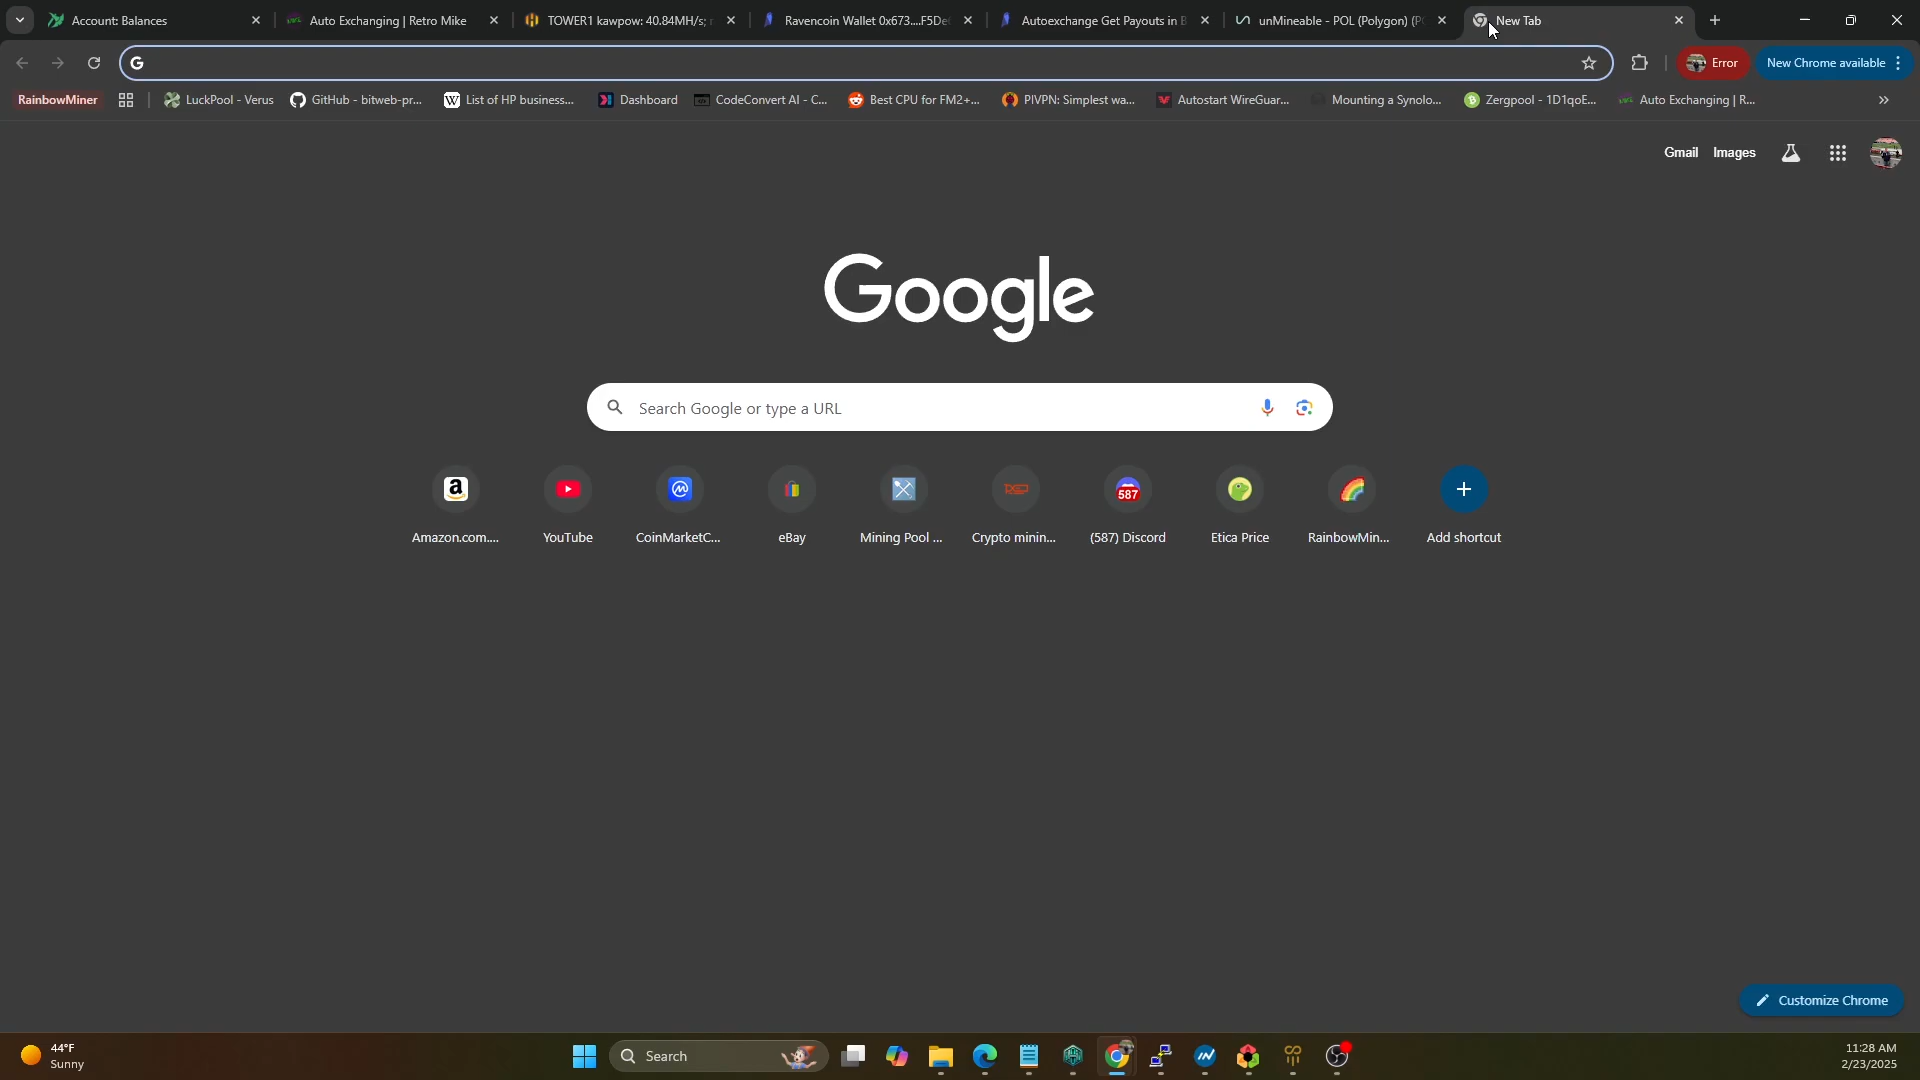 Account: Balances
Auto Exchanging | Retro Mike
TOWER1 kawpow: 40.84MH/s;
Ravencoin Wallet 0x673....F5De
Autoexchange Get Payouts in B
unMineable - POL (Polygon) (P
New Tab
Error
New Chrome available
RainbowMiner
LuckPool - Verus
GitHub - bitweb-pr...
List of HP business...
Dashboard
CodeConvert AI - C...
Best CPU for FM2+...
PIVPN: Simplest wa...
Autostart WireGuar...
Mounting a Synolo...
Zergpool - 1D1qoE...
Auto Exchanging | R...
Gmail
Images
Google
Search Google or type a URL
587
Amazon.com....
YouTube
CoinMarketC...
eBay
Mining Pool ...
Crypto minin...
(587) Discord
Etica Price
RainbowMin...
Add shortcut
Customize Chrome
44°F
Sunny
Search
11:28 AM
2/23/2025